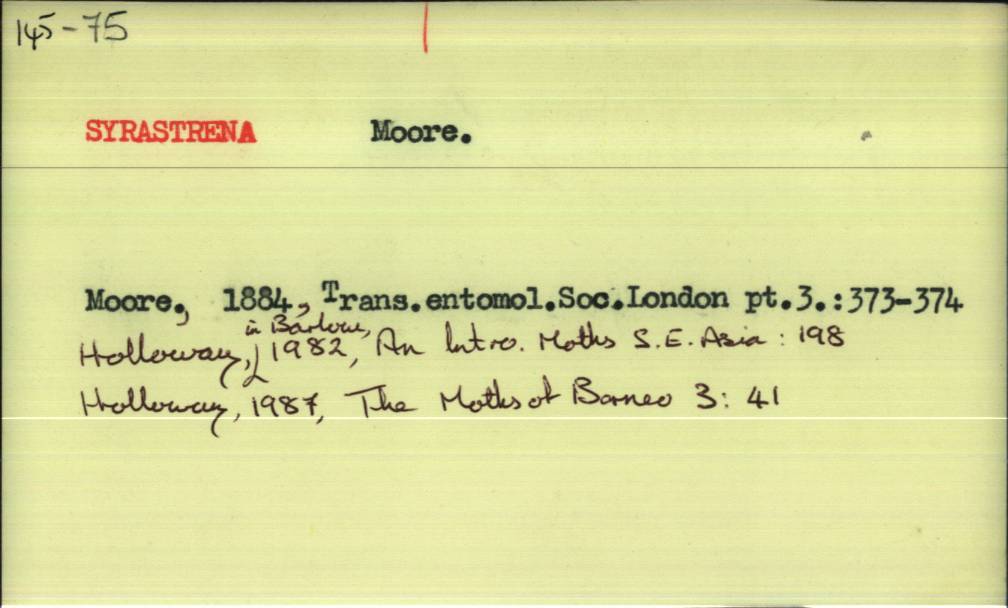 145-75
SYRASTRENA Moore.
Moore., 1884, Trans.entomol.Soc.London pt.3.:373-374
Holloway, in Barlow, 1982, An Intro. Moths S.E. Asia : 198
Holloway, 1987, The Moths of Borneo 3: 41